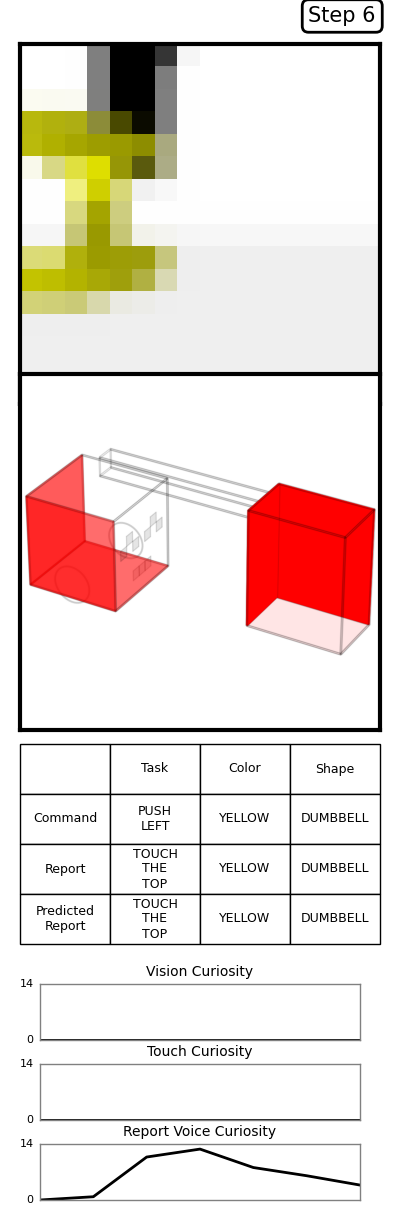 Step 6
Task Color Shape
Command PUSH LEFT YELLOW DUMBBELL
Report TOUCH THE TOP YELLOW DUMBBELL
Predicted Report TOUCH THE TOP YELLOW DUMBBELL
Vision Curiosity
14
0
Touch Curiosity
14
0
Report Voice Curiosity
14
0